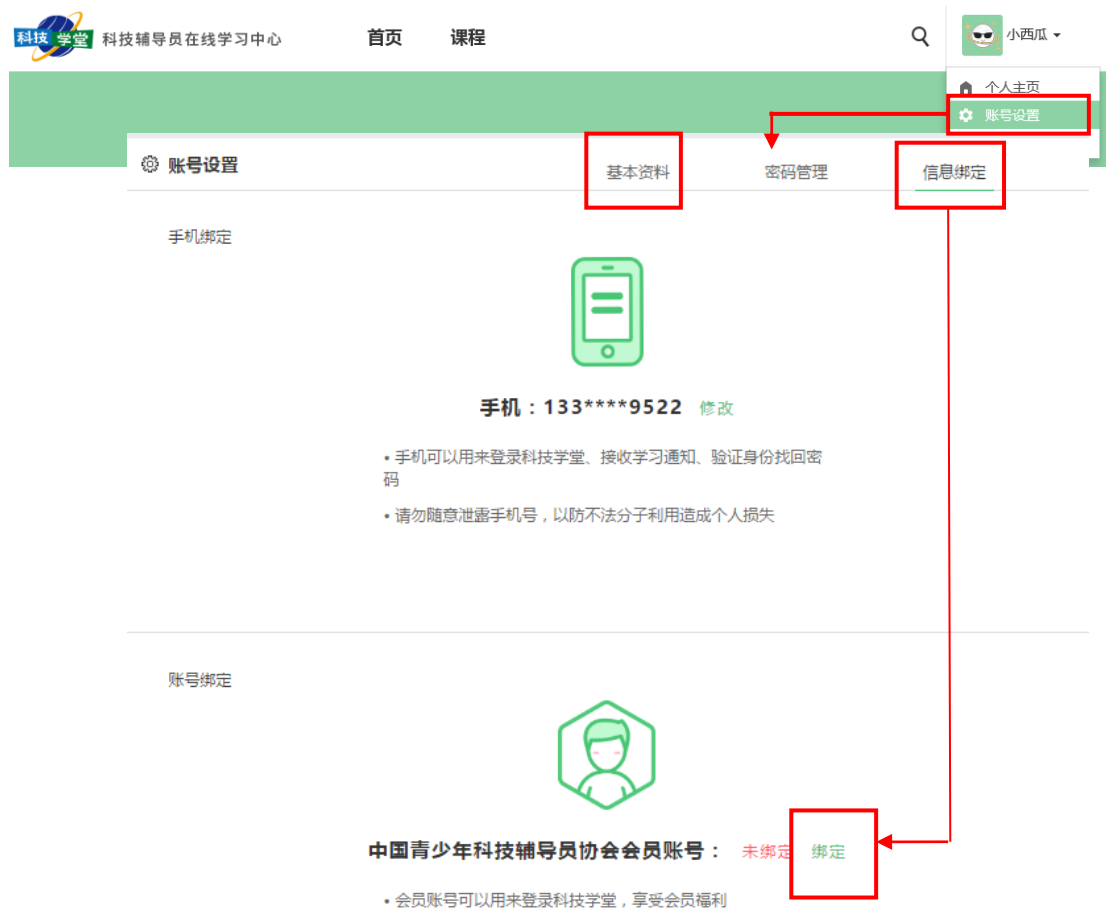 科技 学堂 科技辅导员在线学习中心 首页 课程 小西瓜
个人主页
账号设置
账号设置 基本资料 密码管理 信息绑定
手机绑定
手机：133****9522 修改
• 手机可以用来登录科技学堂、接收学习通知、验证身份找回密
码
• 请勿随意泄露手机号，以防不法分子利用造成个人损失
账号绑定
中国青少年科技辅导员协会会员账号： 未绑定 绑定
• 会员账号可以用来登录科技学堂，享受会员福利